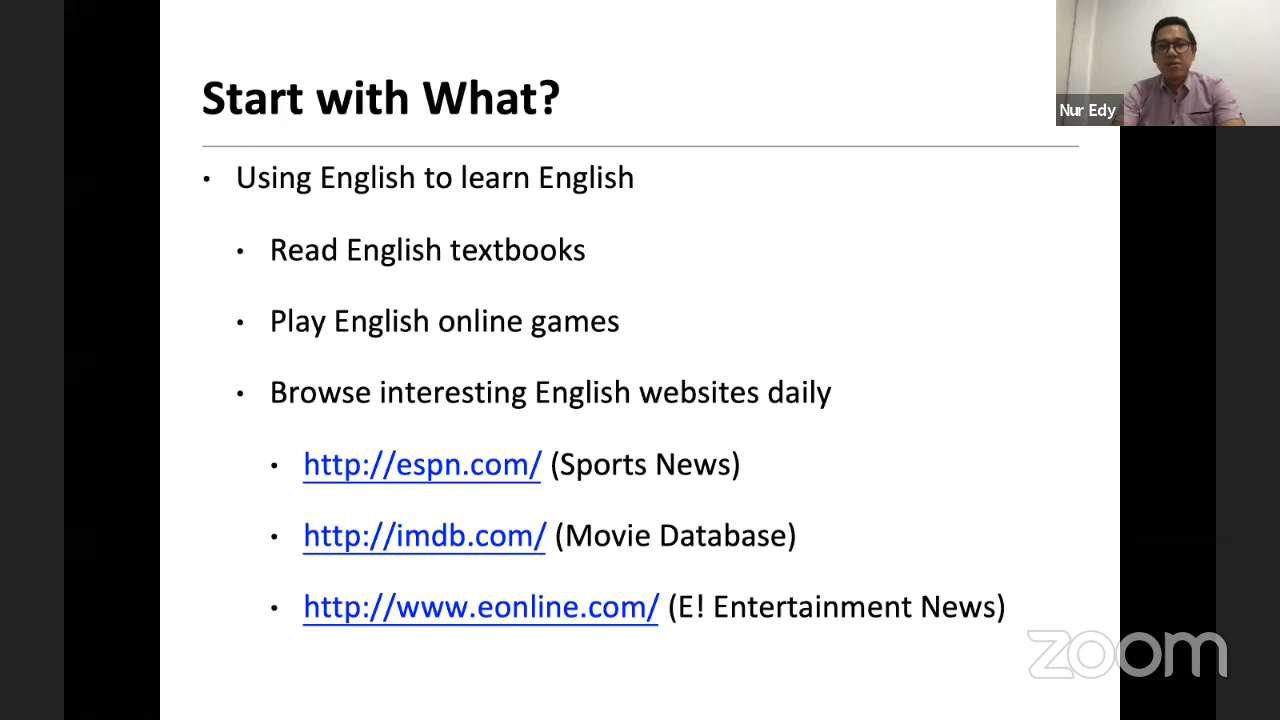 Start with What?
Nur Edy
• Using English to learn English
• Read English textbooks
• Play English online games
• Browse interesting English websites daily
• http://espn.com/ (Sports News)
• http://imdb.com/ (Movie Database)
• http://www.eonline.com/ (E! Entertainment News)
zoom